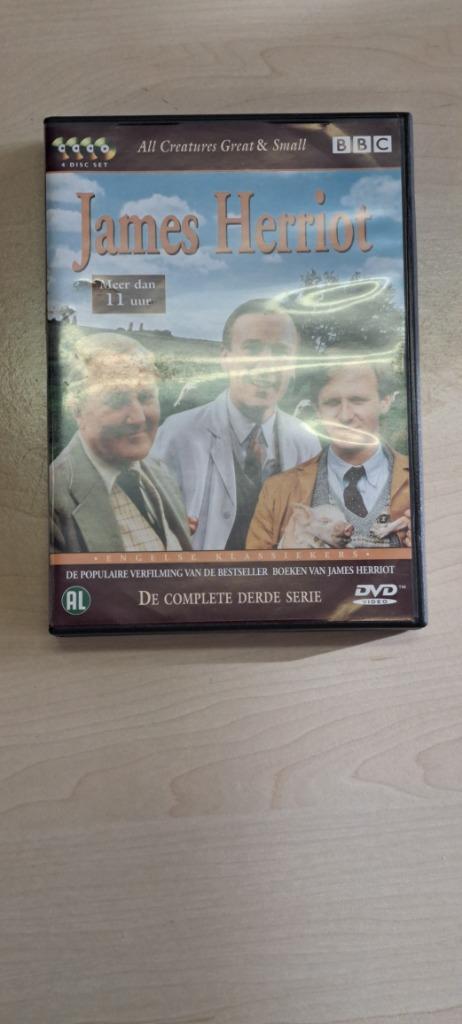 4 DISC SET
All Creatures Great & Small
BBC
James Herriot
Meer dan
11 uur
• ENGELSE KLASSIEKERS •
DE POPULAIRE VERFILMING VAN DE BESTSELLER BOEKEN VAN JAMES HERRIOT
AL
DE COMPLETE DERDE SERIE
DVD™
VIDEO